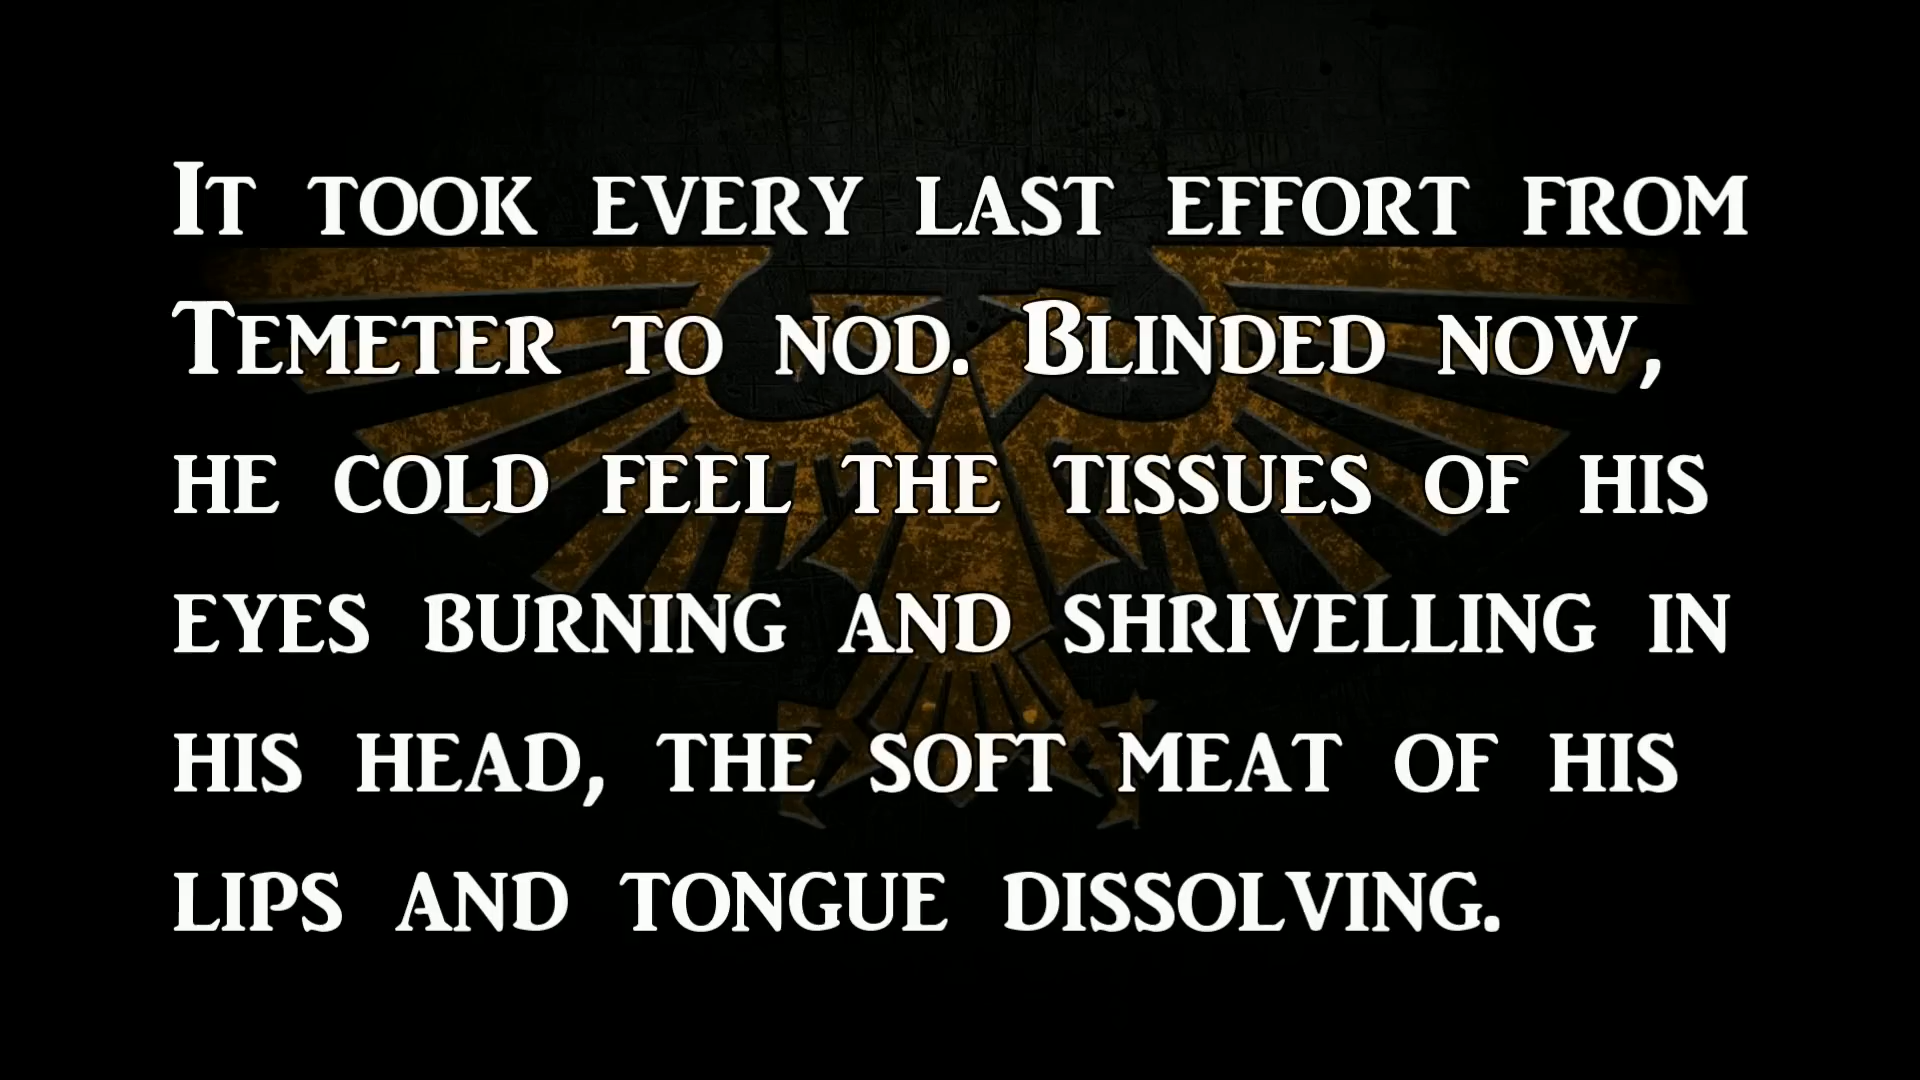 It took every last effort from
Temeter to nod. Blinded now,
he cold feel the tissues of his
eyes burning and shrivelling in
his head, the soft meat of his
lips and tongue dissolving.